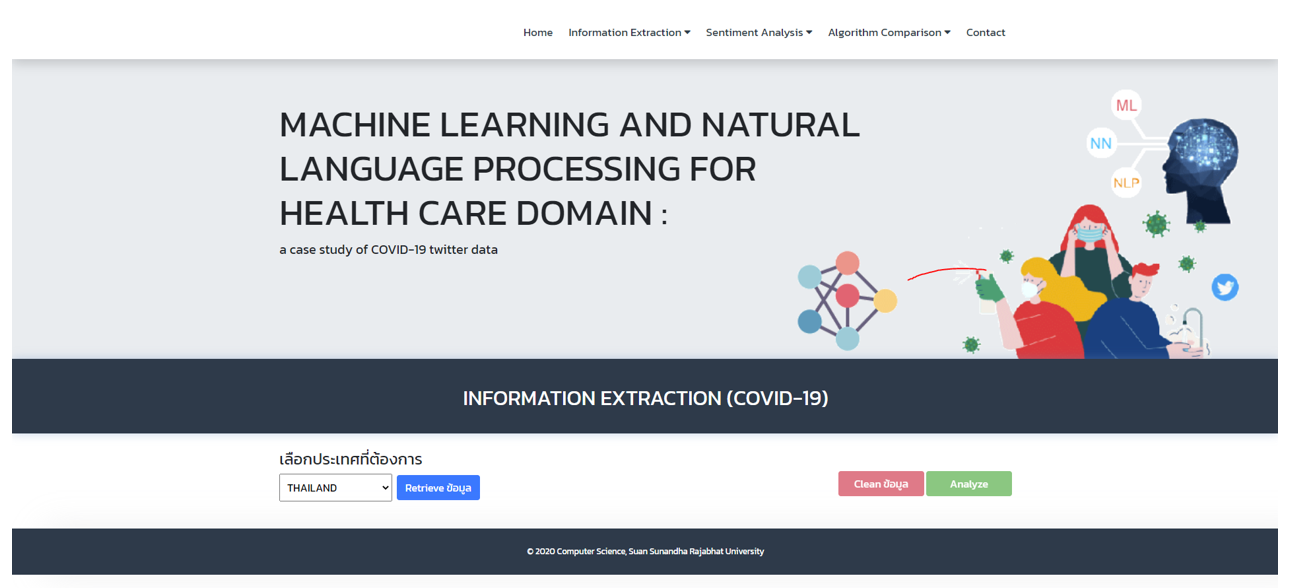 Home Information Extraction Sentiment Analysis Algorithm Comparison Contact
MACHINE LEARNING AND NATURAL
LANGUAGE PROCESSING FOR
HEALTH CARE DOMAIN :
a case study of COVID-19 twitter data
ML
NN
NLP
INFORMATION EXTRACTION (COVID-19)
เลือกประเทศที่ต้องการ
THAILAND Retrieve ข้อมูล Clean ข้อมูล Analyze
© 2020 Computer Science, Suan Sunandha Rajabhat University